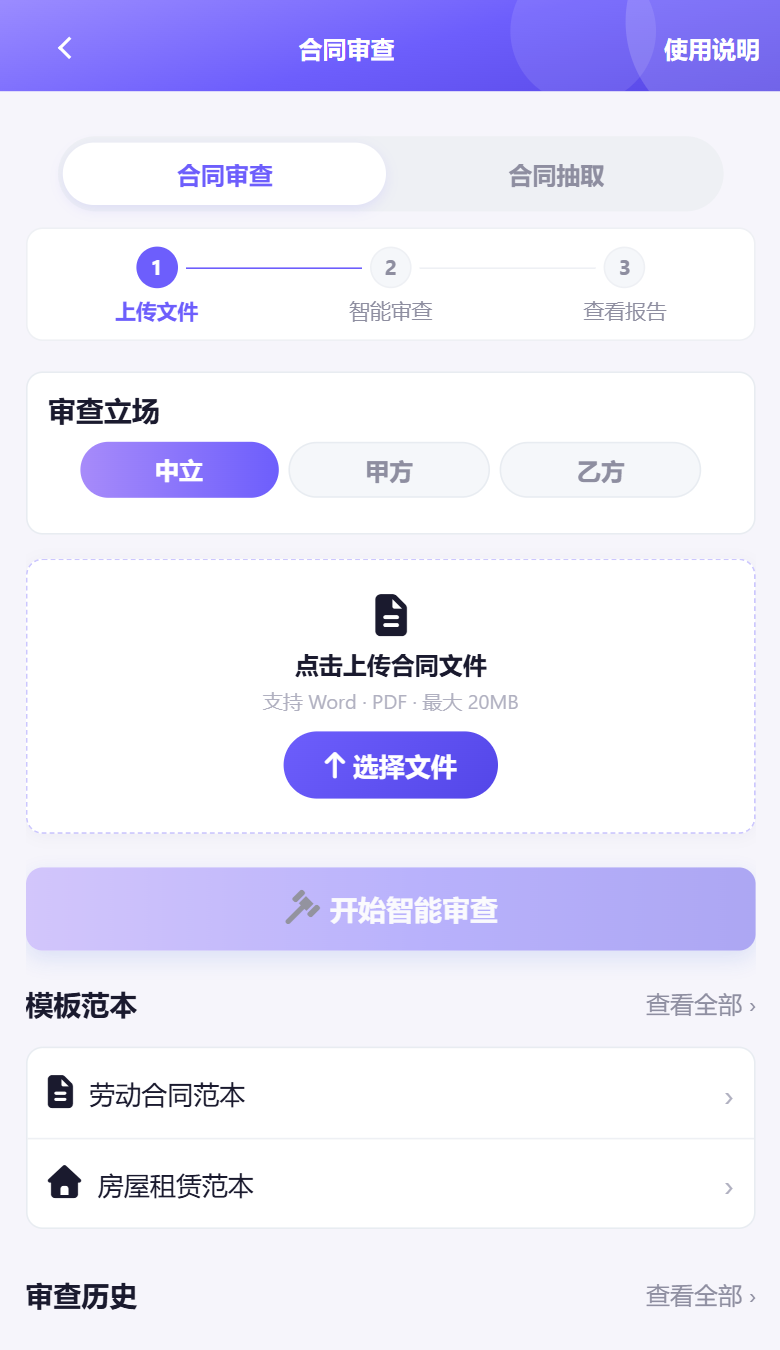 合同审查
使用说明
合同审查
合同抽取
1
2
3
上传文件
智能审查
查看报告
审查立场
中立
甲方
乙方
点击上传合同文件
支持 Word · PDF · 最大 20MB
↑ 选择文件
开始智能审查
模板范本
查看全部 ›
劳动合同范本
›
房屋租赁范本
›
审查历史
查看全部 ›